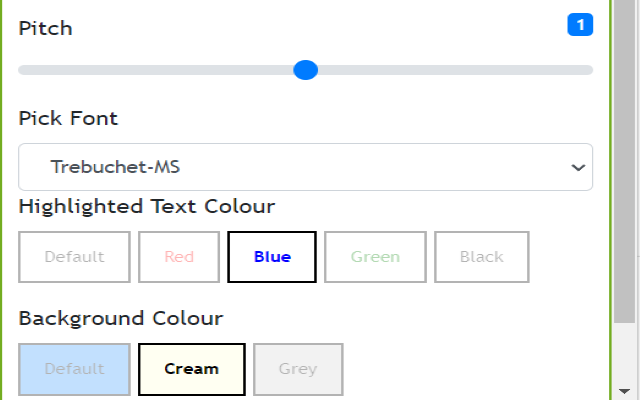 Pitch 1
Pick Font
Trebuchet-MS
Highlighted Text Colour
Default Red Blue Green Black
Background Colour
Default Cream Grey